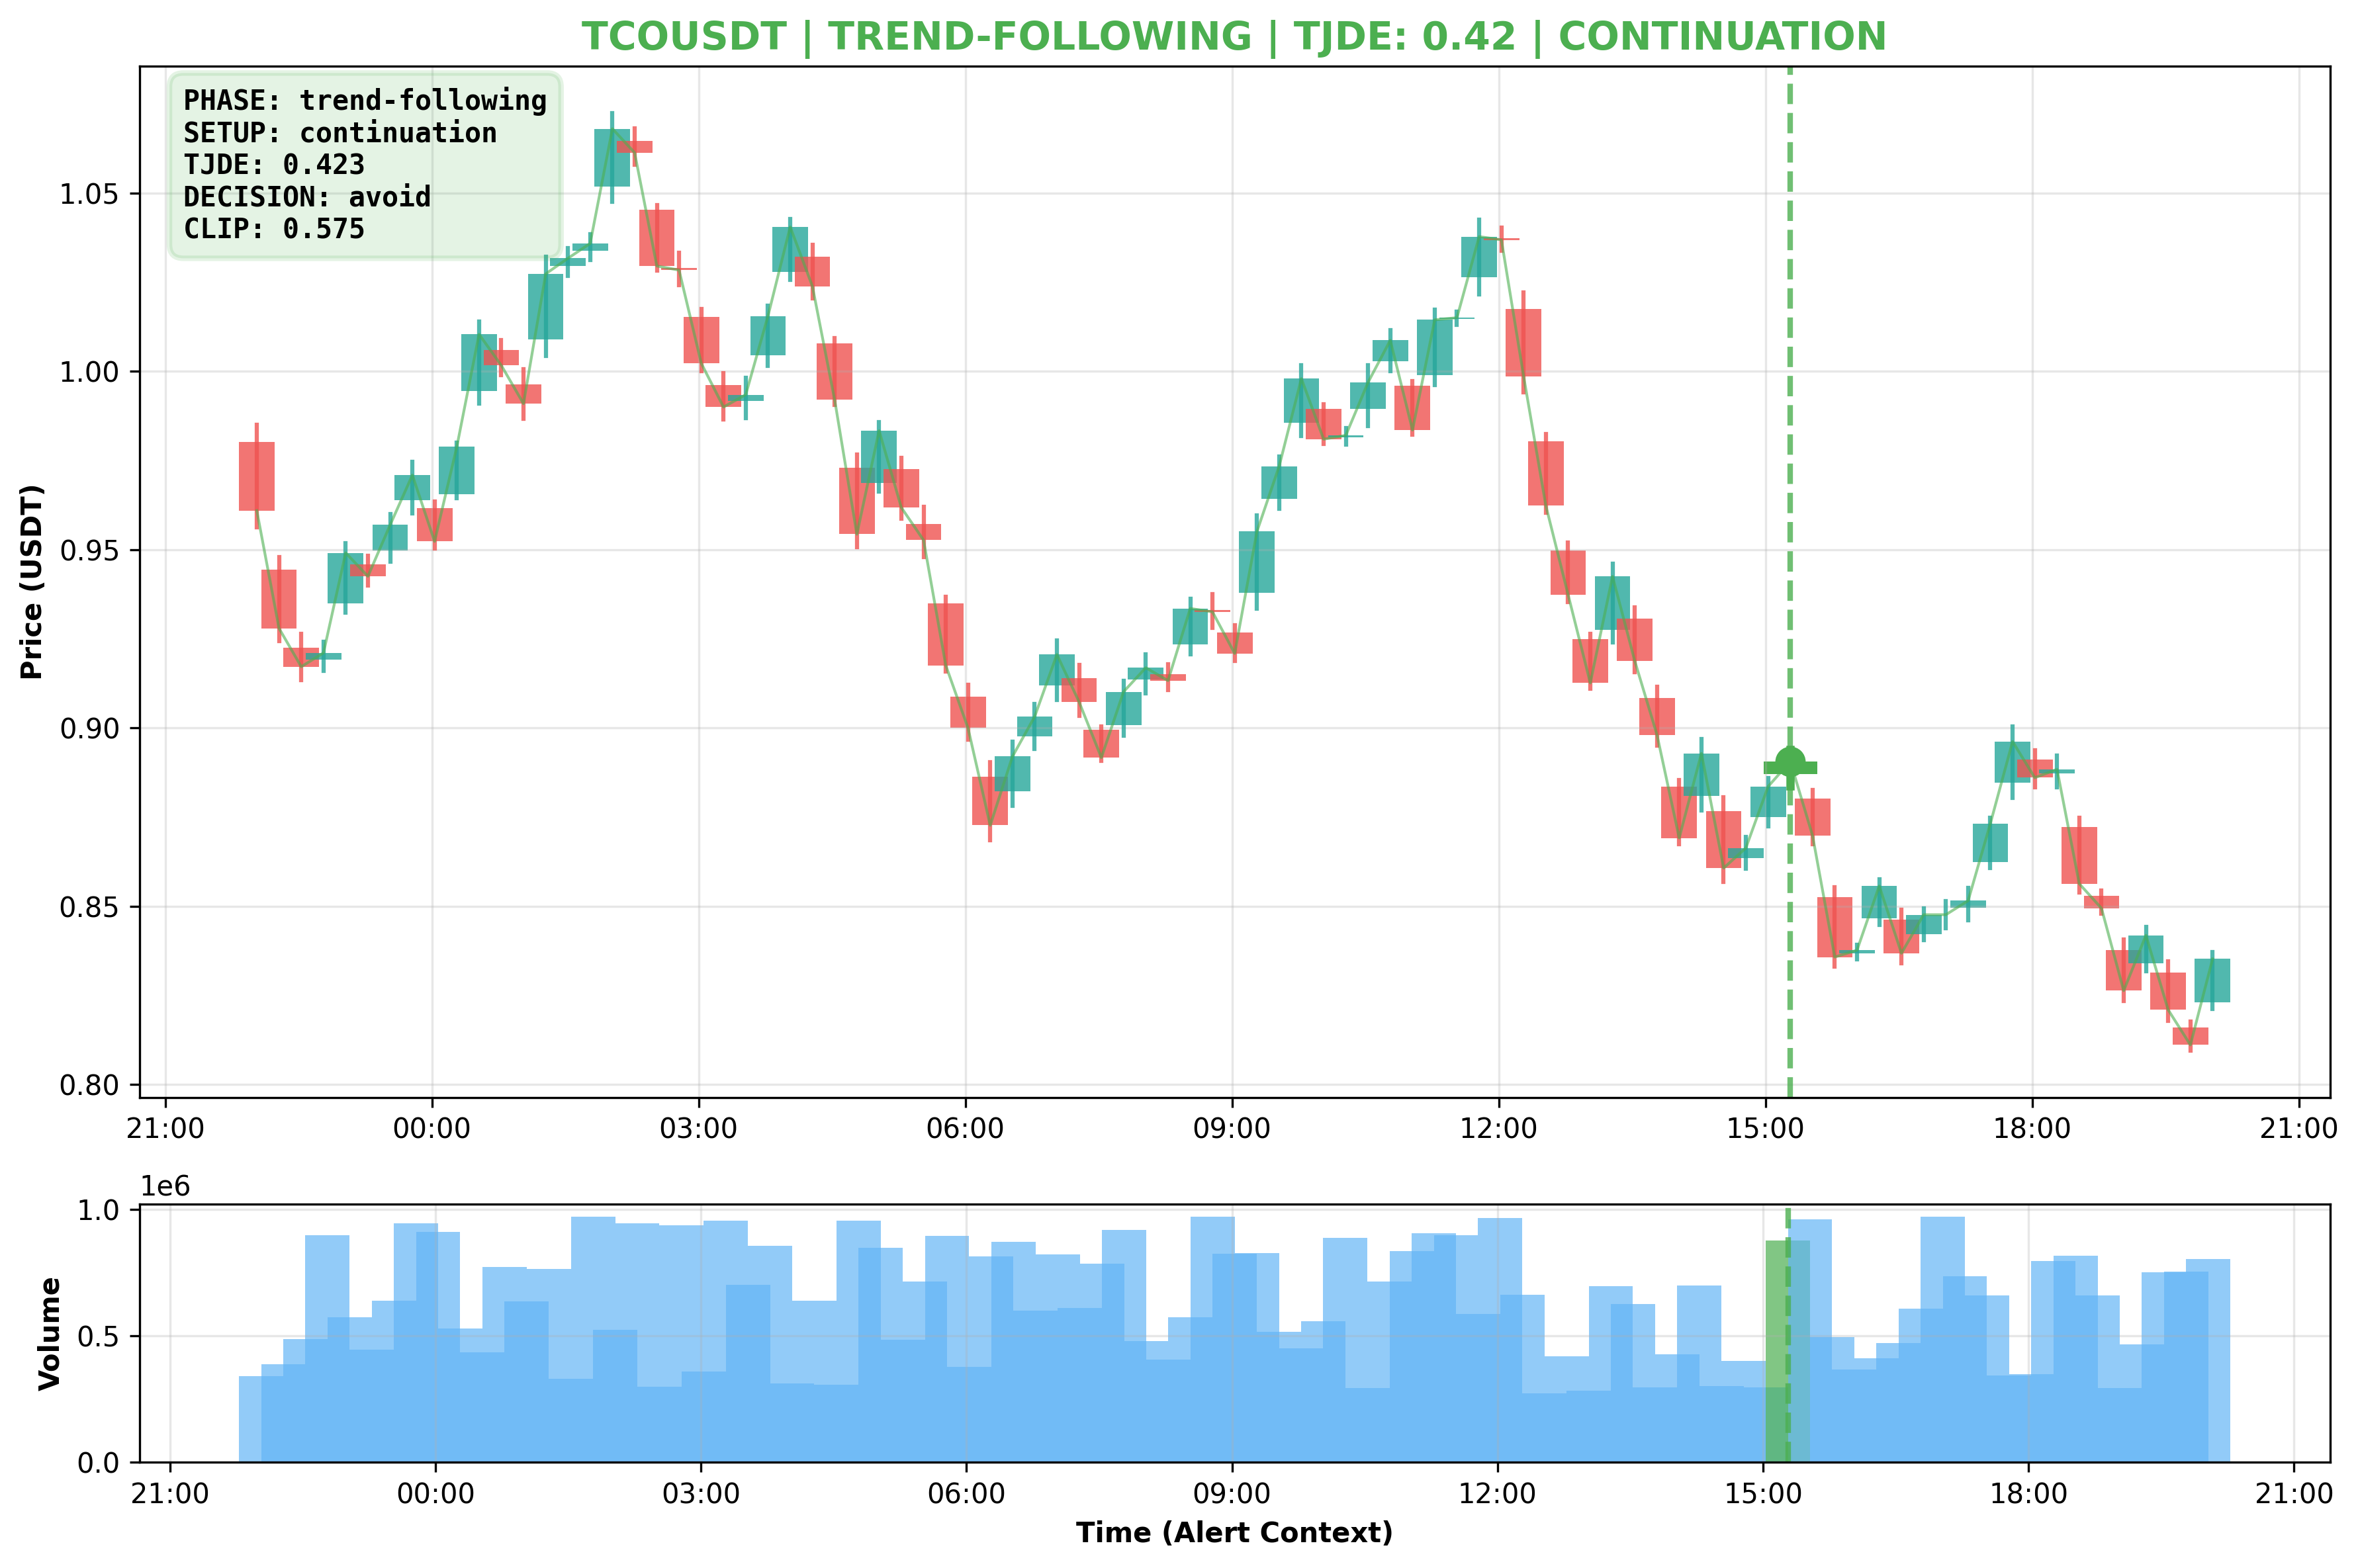 TCOUSDT | TREND-FOLLOWING | TJDE: 0.42 | CONTINUATION
PHASE: trend-following
SETUP: continuation
TJDE: 0.423
DECISION: avoid
CLIP: 0.575
Price (USDT)
1.05
1.00
0.95
0.90
0.85
0.80
21:00 00:00 03:00 06:00 09:00 12:00 15:00 18:00 21:00
1e6
Volume
1.0
0.5
0.0
21:00 00:00 03:00 06:00 09:00 12:00 15:00 18:00 21:00
Time (Alert Context)